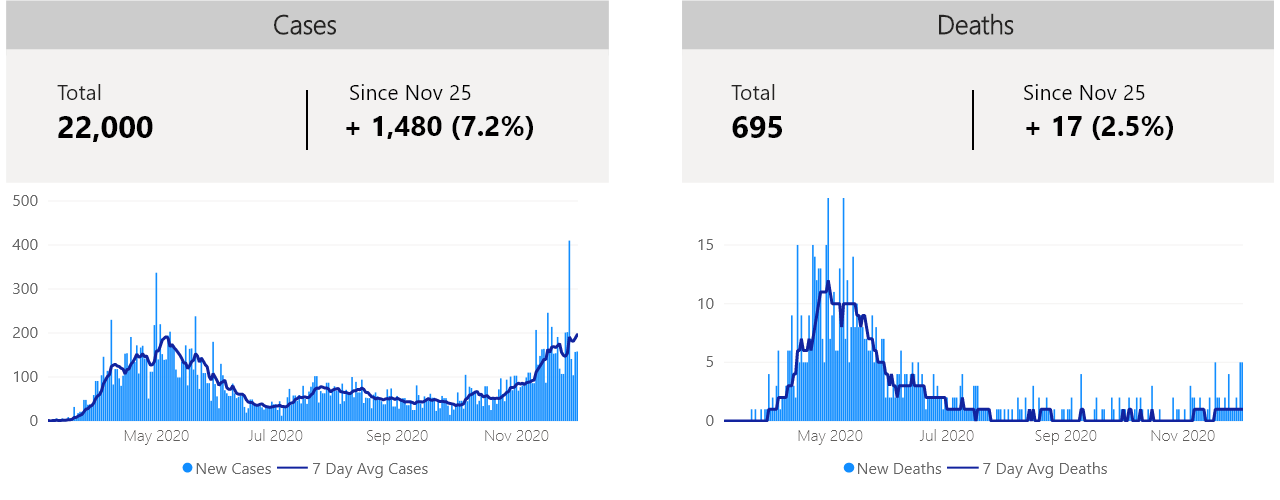 Cases
Total
22,000
Since Nov 25
+ 1,480 (7.2%)
500
400
300
200
100
0
May 2020 Jul 2020 Sep 2020 Nov 2020
New Cases 7 Day Avg Cases
Deaths
Total
695
Since Nov 25
+ 17 (2.5%)
15
10
5
0
May 2020 Jul 2020 Sep 2020 Nov 2020
New Deaths 7 Day Avg Deaths